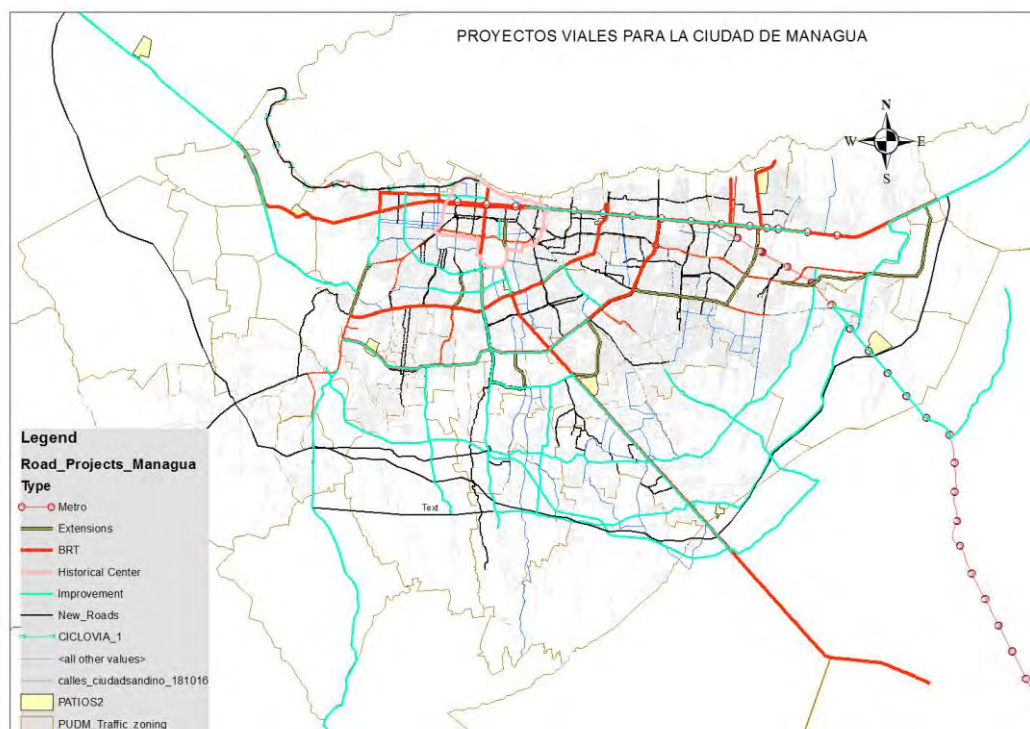 PROYECTOS VIALES PARA LA CIUDAD DE MANAGUA
N
W E
S
Text
Legend
Road_Projects_Managua
Type
Metro
Extensions
BRT
Historical Center
Improvement
New_Roads
CICLOVIA_1
<all other values>
calles_ciudadsandino_181016
PATIOS2
PUDM_Traffic_zoning